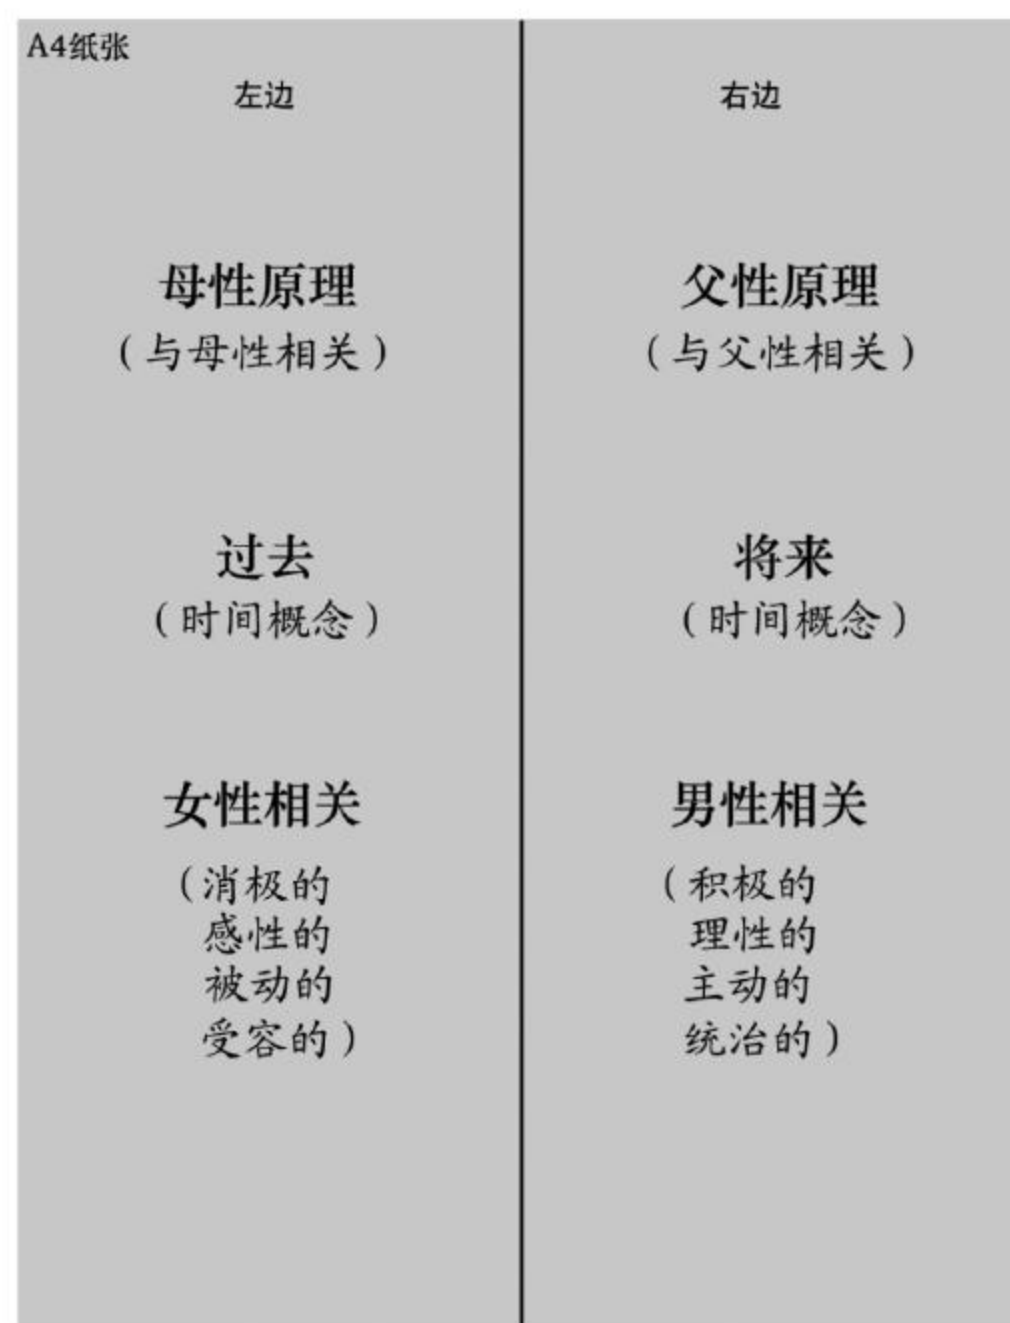 A4纸张
左边
右边
母性原理
（与母性相关）
父性原理
（与父性相关）
过去
（时间概念）
将来
（时间概念）
女性相关
（消极的
感性的
被动的
受容的）
男性相关
（积极的
理性的
主动的
统治的）